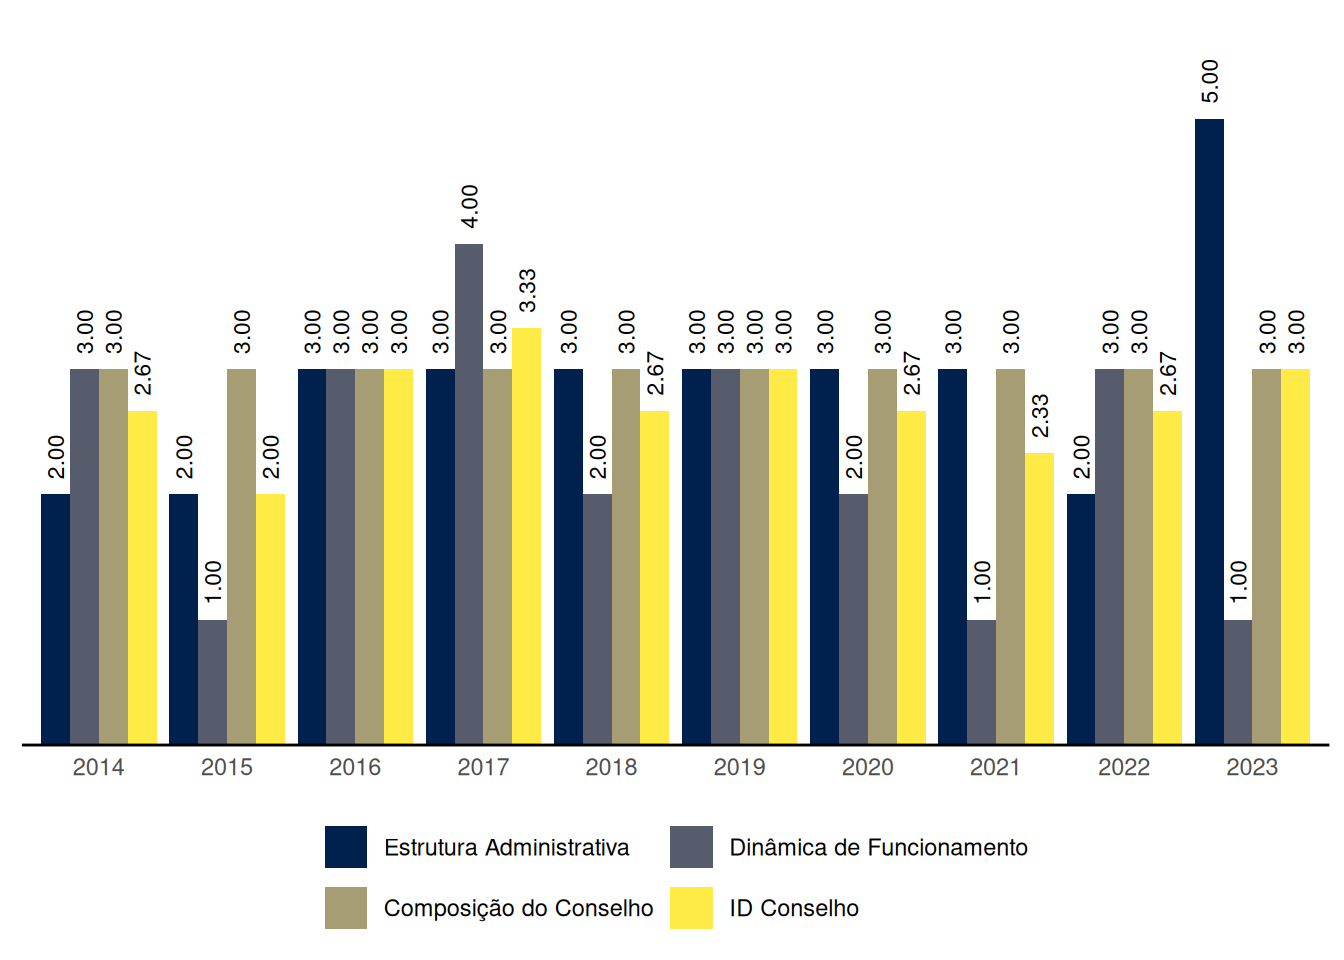 5.00
4.00
3.33
3.00 3.00 3.00 3.00 3.00 3.00 3.00 3.00 3.00 3.00 3.00 3.00 3.00 3.00 3.00 3.00 3.00 3.00 3.00 3.00 3.00 3.00 3.00 3.00
2.67 2.67 2.67 2.67
2.33
2.00 2.00 2.00 2.00 2.00 2.00
1.00 1.00 1.00
2014 2015 2016 2017 2018 2019 2020 2021 2022 2023
Estrutura Administrativa Dinâmica de Funcionamento
Composição do Conselho ID Conselho